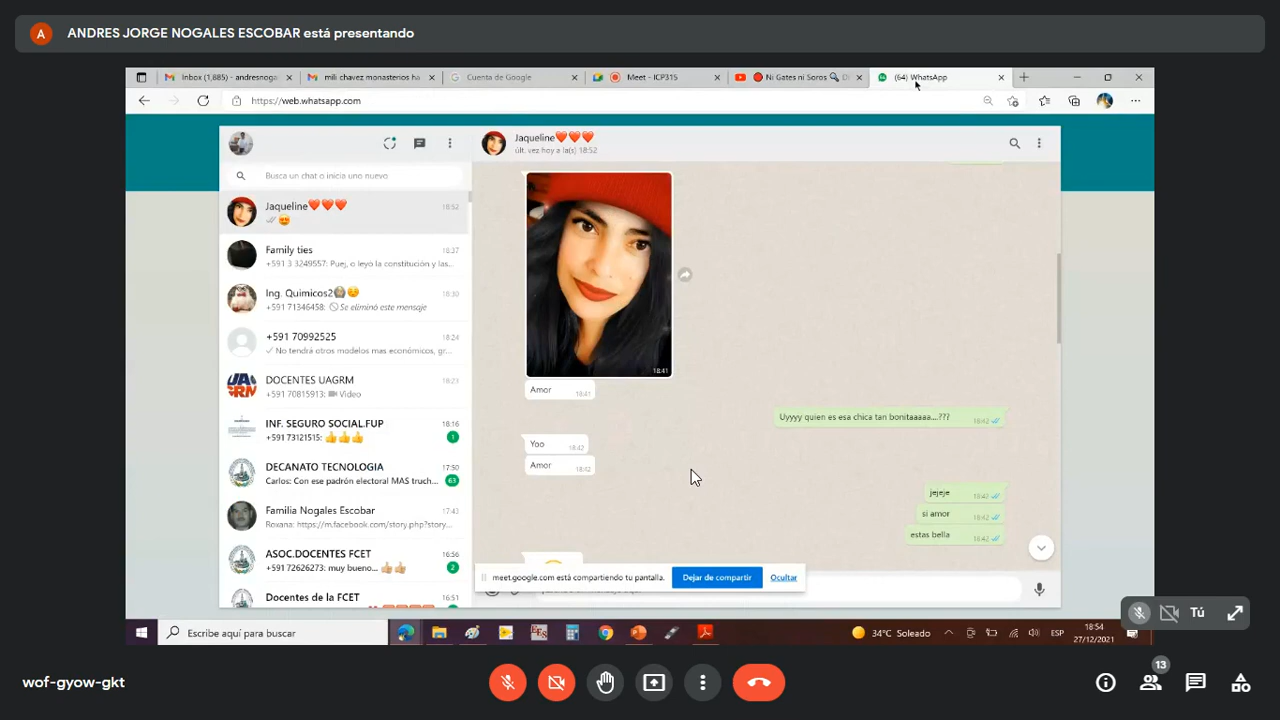 A
ANDRES JORGE NOGALES ESCOBAR está presentando
Inbox (1,885) - andresnoga
mili chavez monasterios ha
Cuenta de Google
Meet - ICP315
Ni Gates ni Soros 🔍 D
(64) WhatsApp
https://web.whatsapp.com
Jaqueline❤️❤️❤️
últ. vez hoy a la(s) 18:52
Busca un chat o inicia uno nuevo
Jaqueline❤️❤️❤️
18:52
😍
Family ties
18:37
+591 3 3249557: Puej, o leyó la constitución y las...
Ing. Quimicos2
18:30
+591 71346458: Se eliminó este mensaje
+591 70992525
18:24
No tendrá otros modelos mas económicos, gr...
DOCENTES UAGRM
18:23
+591 70815913: Video
INF. SEGURO SOCIAL.FUP
18:16
+591 73121515: 👍👍👍
1
DECANATO TECNOLOGIA
17:50
Carlos: Con ese padrón electoral MAS truch...
63
Familia Nogales Escobar
17:43
Roxana: https://m.facebook.com/story.php?story...
ASOC.DOCENTES FCET
16:56
+591 72626273: muy bueno...👍👍
2
Docentes de la FCET
16:51
18:41
Amor
18:41
Uyyyy quien es esa chica tan bonitaaaaa....???
18:42
Yoo
18:42
Amor
18:42
jejeje
18:42
si amor
18:42
estas bella
18:42
meet.google.com está compartiendo tu pantalla.
Dejar de compartir
Ocultar
Escribe aquí para buscar
34°C Soleado
ESP
18:54
27/12/2021
Tú
wof-gyow-gkt
13